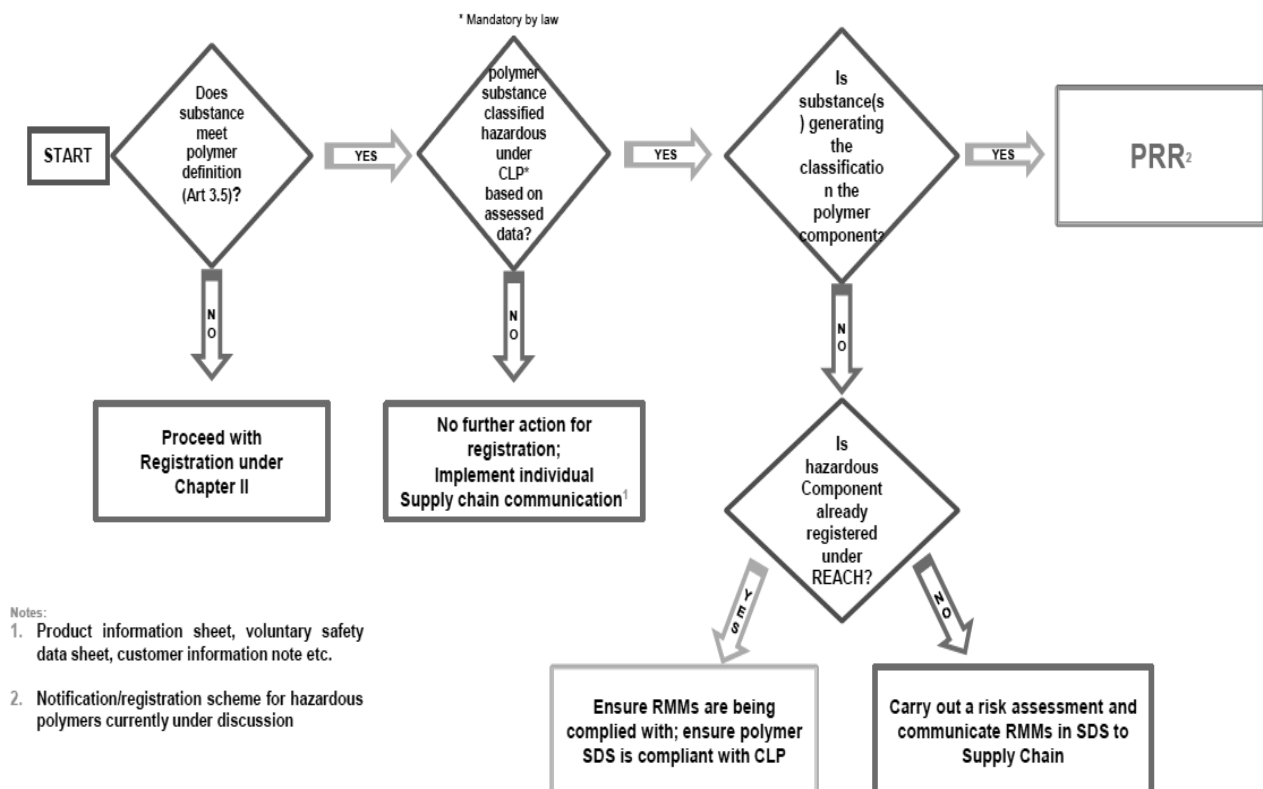 * Mandatory by law
START
Does
substance
meet
polymer
definition
(Art 3.5)?
YES
polymer
substance
classified
hazardous
under
CLP*
based on
assessed
data?
YES
Is
substance(s
) generating
the
classificatio
n the
polymer
component?
YES
PRR2
N
O
N
O
N
O
Proceed with
Registration under
Chapter II
No further action for
registration;
Implement individual
Supply chain communication1
Is
hazardous
Component
already
registered
under
REACH?
YES
NO
Notes:
1. Product information sheet, voluntary safety
data sheet, customer information note etc.
2. Notification/registration scheme for hazardous
polymers currently under discussion
Ensure RMMs are being
complied with; ensure polymer
SDS is compliant with CLP
Carry out a risk assessment and
communicate RMMs in SDS to
Supply Chain